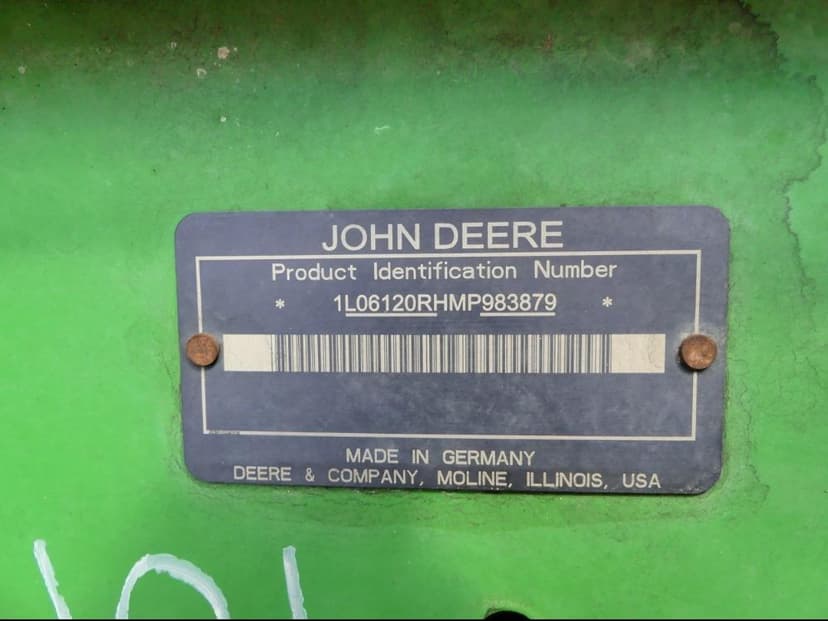 JOHN DEERE
Product Identification Number
* 1L06120RHMP983879 *
MADE IN GERMANY
DEERE & COMPANY, MOLINE, ILLINOIS, USA